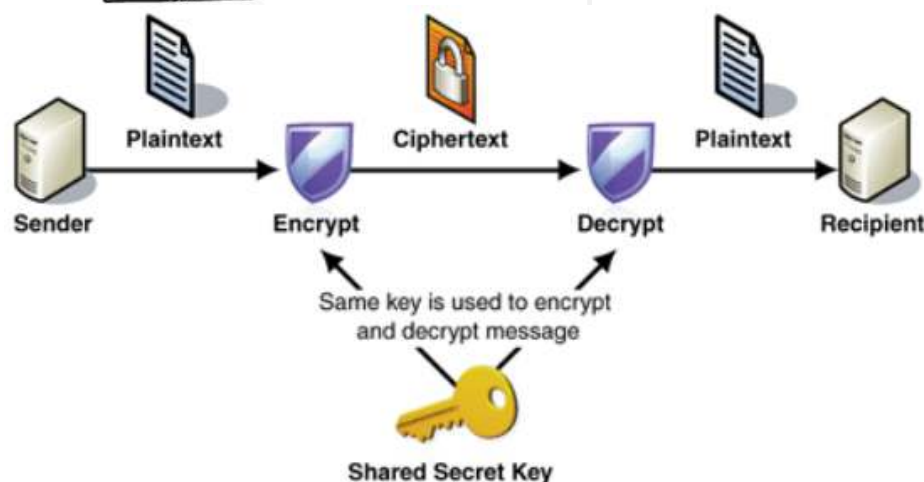 Plaintext
Ciphertext
Plaintext
Sender
Encrypt
Decrypt
Recipient
Same key is used to encrypt
and decrypt message
Shared Secret Key